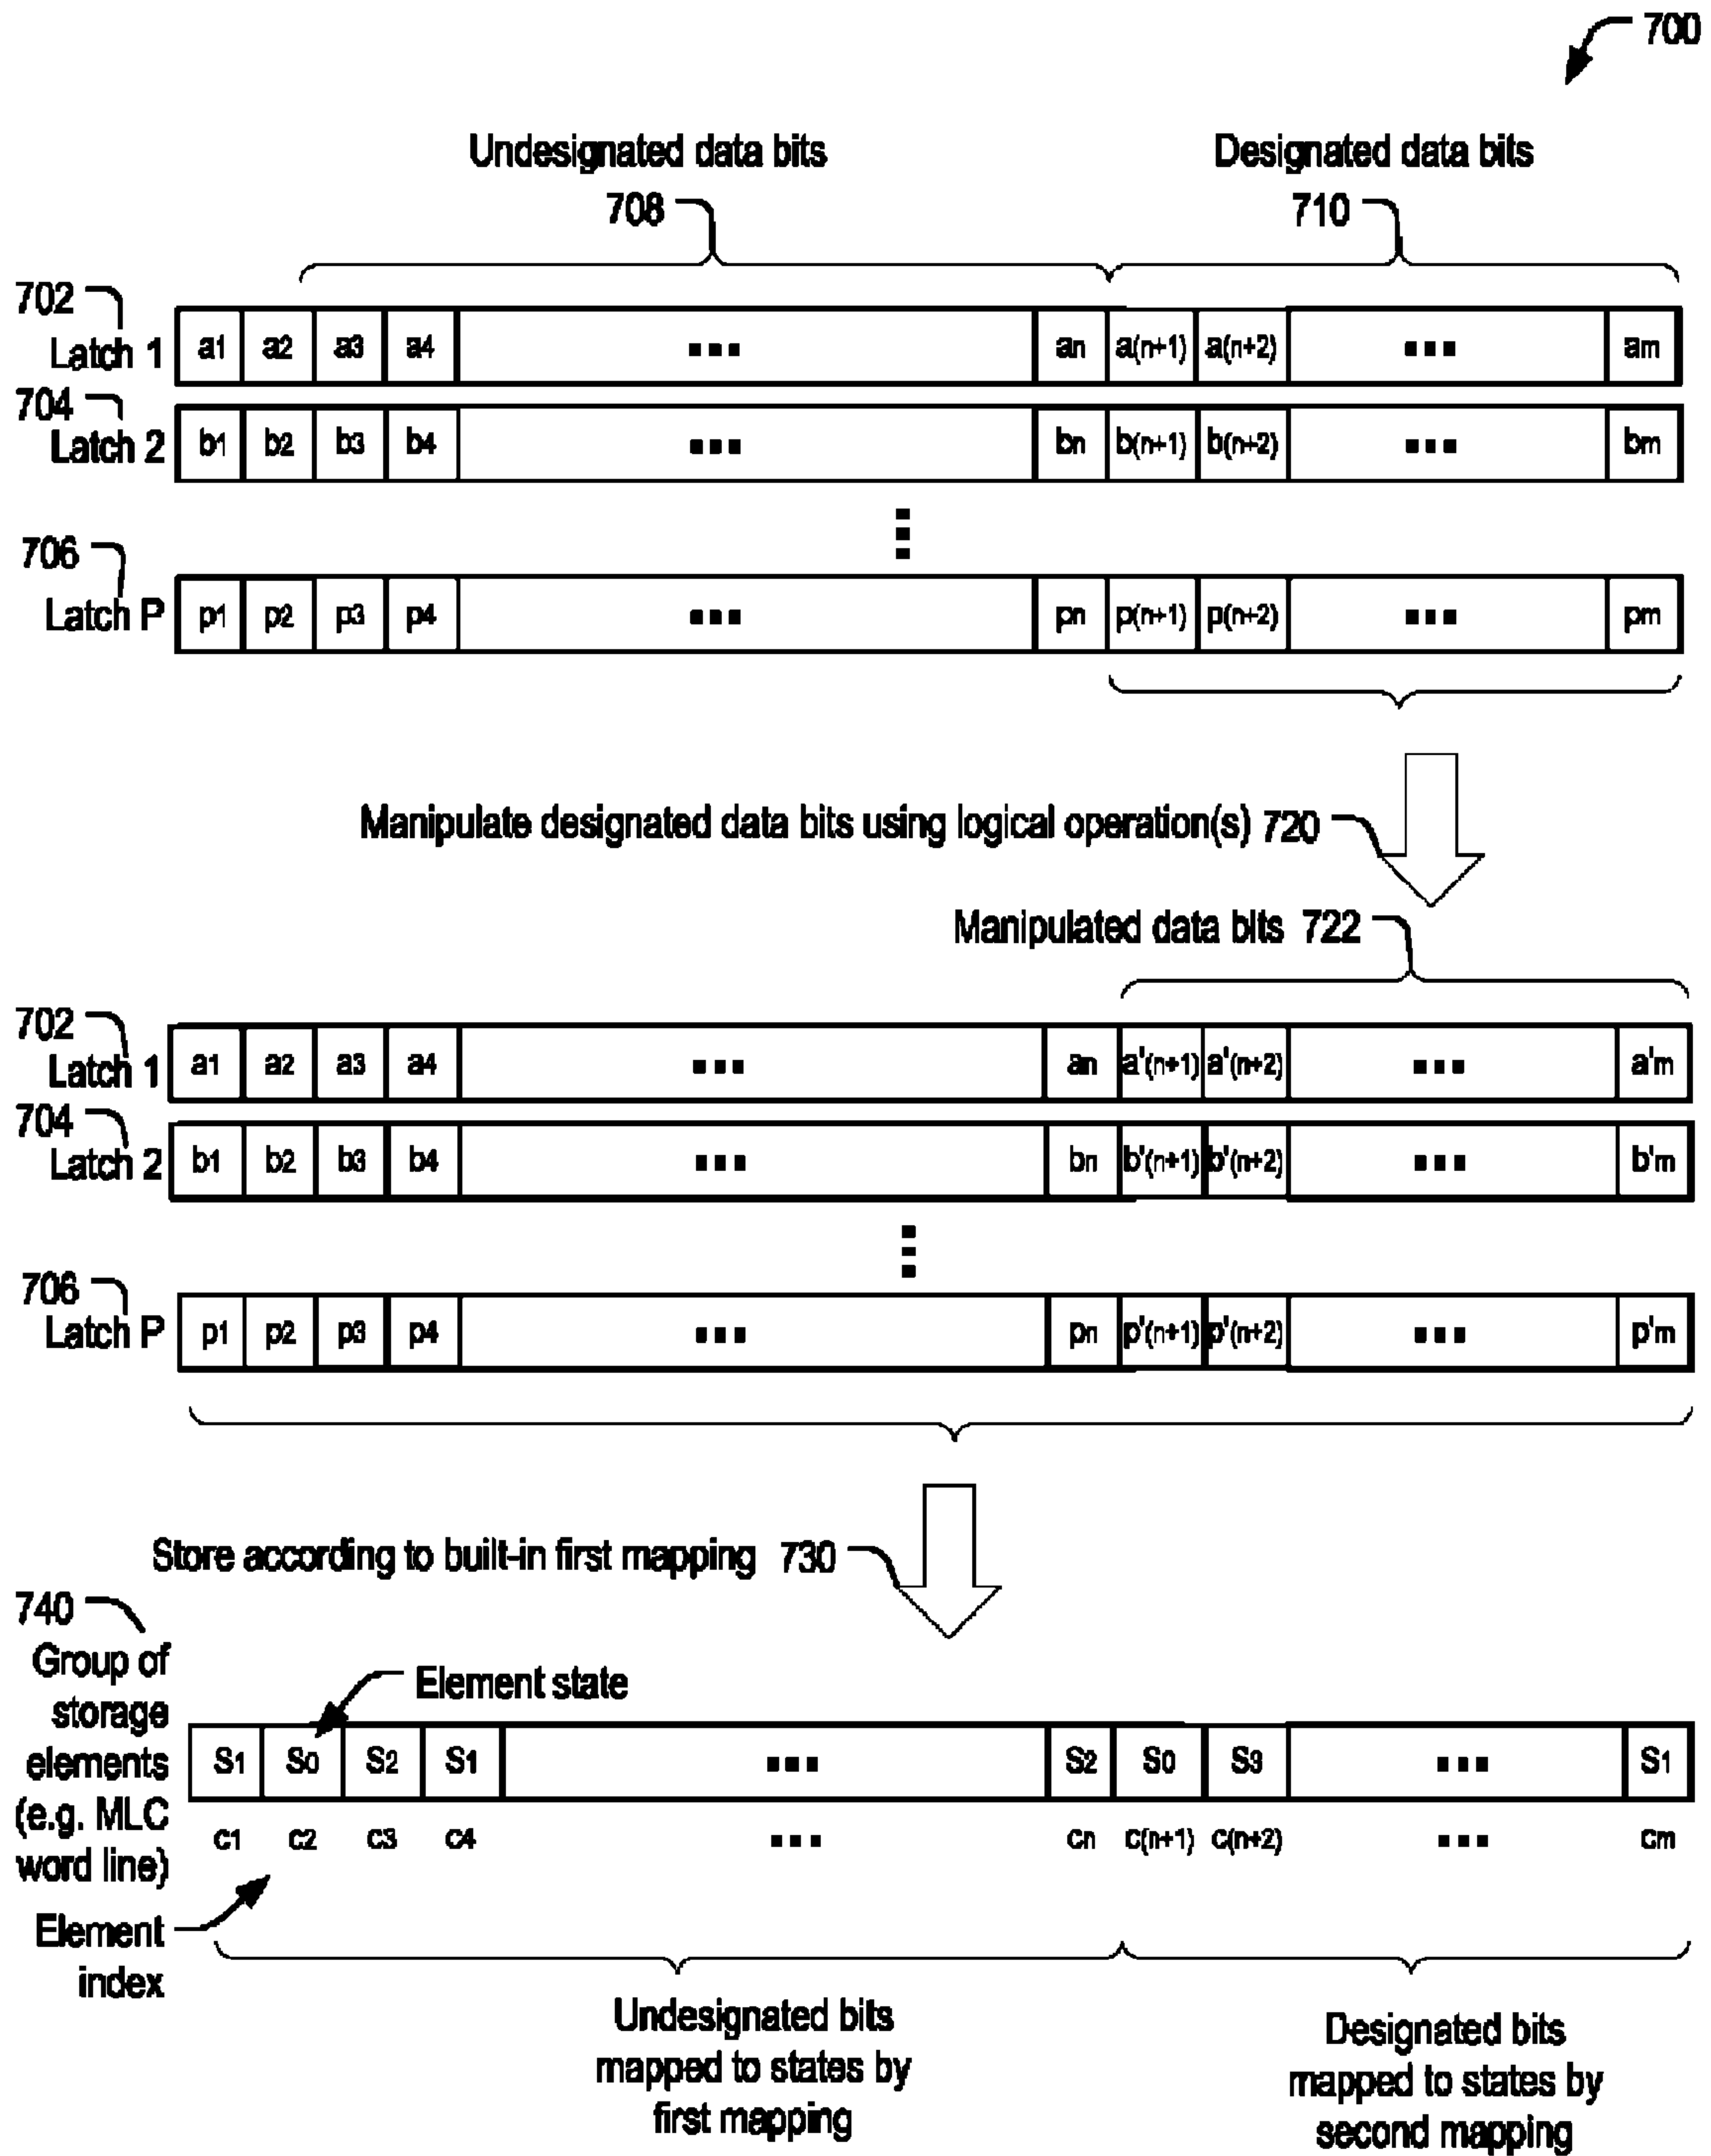 700
Undesignated data bits
708
Designated data bits
710
702
Latch 1 a1 a2 a3 a4 ... an a(n+1) a(n+2) ... am
704
Latch 2 b1 b2 b3 b4 ... bn b(n+1) b(n+2) ... bm
706
Latch P p1 p2 p3 p4 ... pn p(n+1) p(n+2) ... pm
Manipulate designated data bits using logical operation(s) 720
Manipulated data bits 722
702
Latch 1 a1 a2 a3 a4 ... an a'(n+1) a'(n+2) ... a'm
704
Latch 2 b1 b2 b3 b4 ... bn b'(n+1) b'(n+2) ... b'm
706
Latch P p1 p2 p3 p4 ... pn p'(n+1) p'(n+2) ... p'm
Store according to built-in first mapping 730
740
Group of
storage
elements
(e.g. MLC
word line)
Element state
S1 S0 S2 S1 ... S2 S0 S3 ... S1
c1 c2 c3 c4 ... cn c(n+1) c(n+2) ... cm
Element
index
Undesignated bits
mapped to states by
first mapping
Designated bits
mapped to states by
second mapping